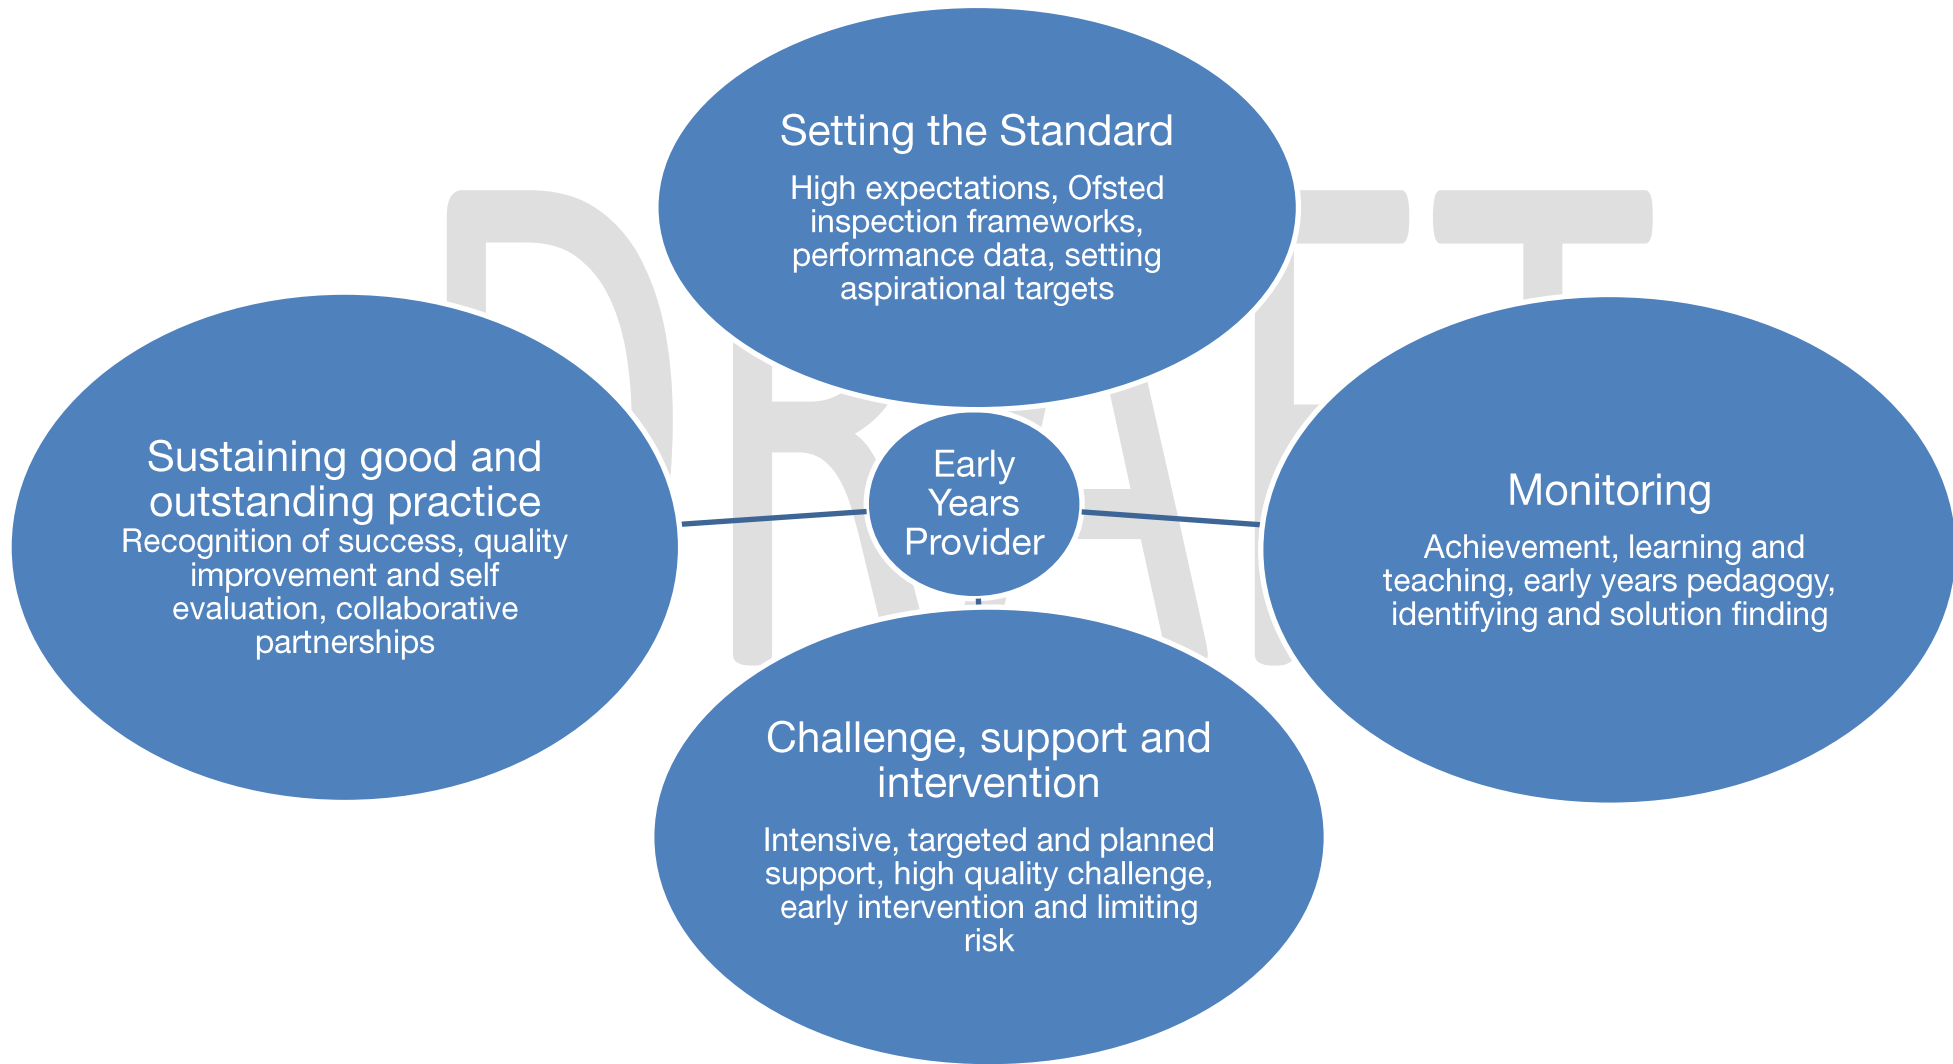 Setting the Standard
High expectations, Ofsted
inspection frameworks,
performance data, setting
aspirational targets
Sustaining good and
outstanding practice
Recognition of success, quality
improvement and self
evaluation, collaborative
partnerships
Early
Years
Provider
Monitoring
Achievement, learning and
teaching, early years pedagogy,
identifying and solution finding
Challenge, support and
intervention
Intensive, targeted and planned
support, high quality challenge,
early intervention and limiting
risk
DRAFT